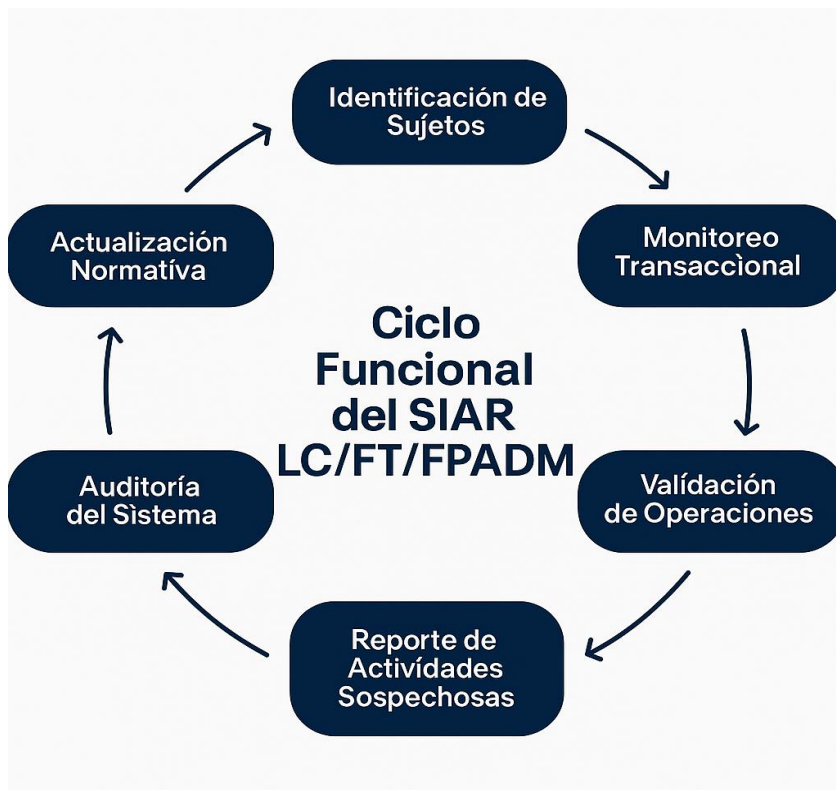 Identificación de
Sujetos
Monitoreo
Transaccìonal
Valídación
de Operaciones
Reporte de
Actívídades
Sospechosas
Auditoría
del Sìstema
Actualización
Normatíva
Ciclo
Funcional
del SIAR
LC/FT/FPADM